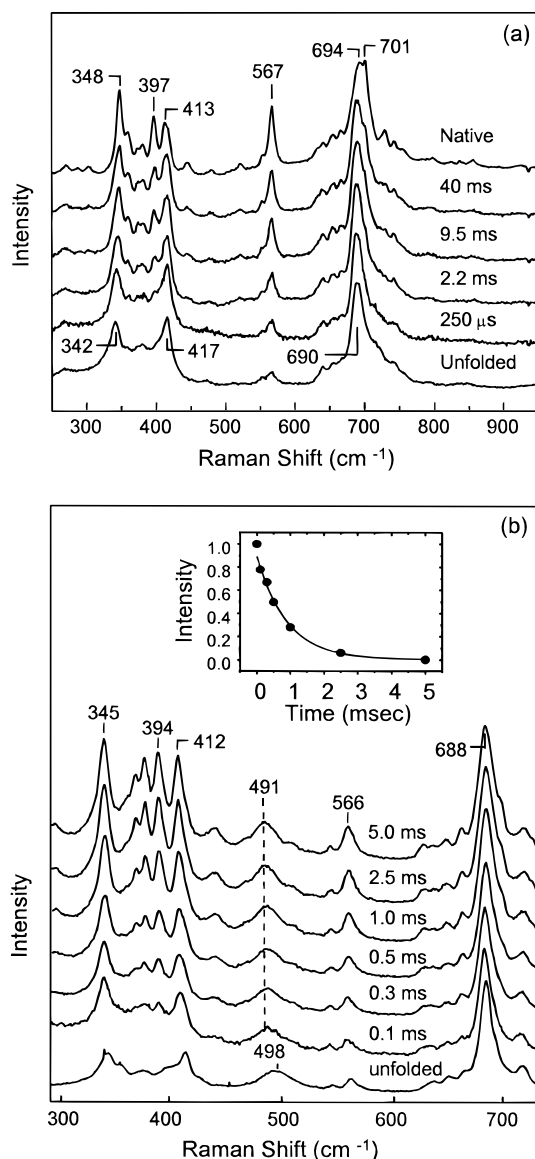 (a)
694 701
348 397 567
413
Native
40 ms
9.5 ms
2.2 ms
250 μs
342 417 690
Unfolded
Intensity
300 400 500 600 700 800 900
Raman Shift (cm -1)
(b)
1.0
0.8
0.6
0.4
0.2
0.0
Intensity
0 1 2 3 4 5
Time (msec)
345 394 412 688
491 566
5.0 ms
2.5 ms
1.0 ms
0.5 ms
0.3 ms
0.1 ms
498
unfolded
Intensity
300 400 500 600 700
Raman Shift (cm -1)